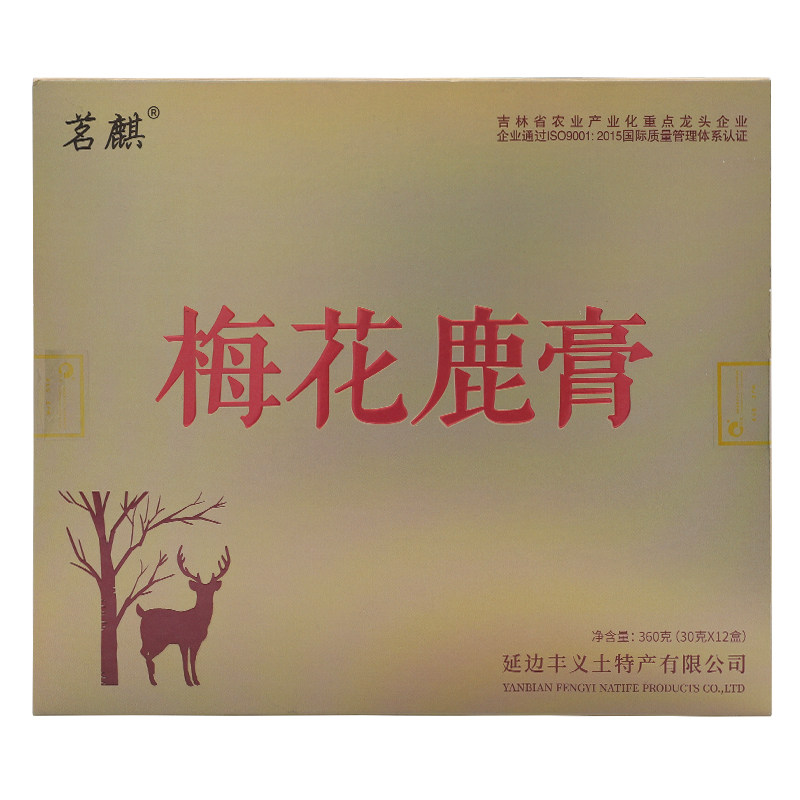 茗麒®
吉林省农业产业化重点龙头企业
企业通过ISO9001:2015国际质量管理体系认证
梅花鹿膏
净含量：360克（30克X12盒）
延边丰义土特产有限公司
YANBIAN FENGYI NATIFE PRODUCTS CO.,LTD